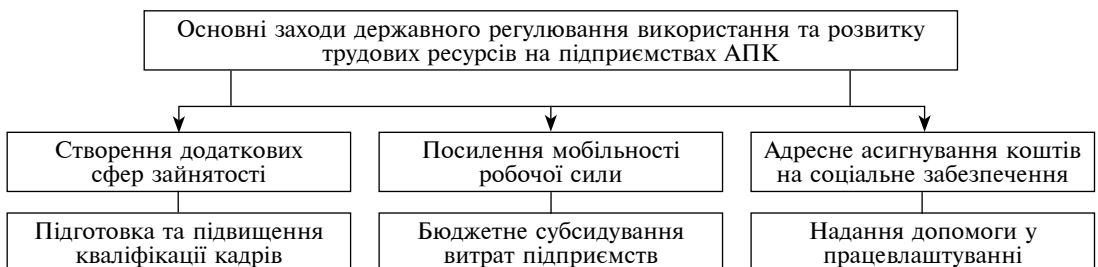 Основні заходи державного регулювання використання та розвитку
трудових ресурсів на підприємствах АПК
Створення додаткових
сфер зайнятості
Посилення мобільності
робочої сили
Адресне асигнування коштів
на соціальне забезпечення
Підготовка та підвищення
кваліфікації кадрів
Бюджетне субсидування
витрат підприємств
Надання допомоги у
працевлаштуванні